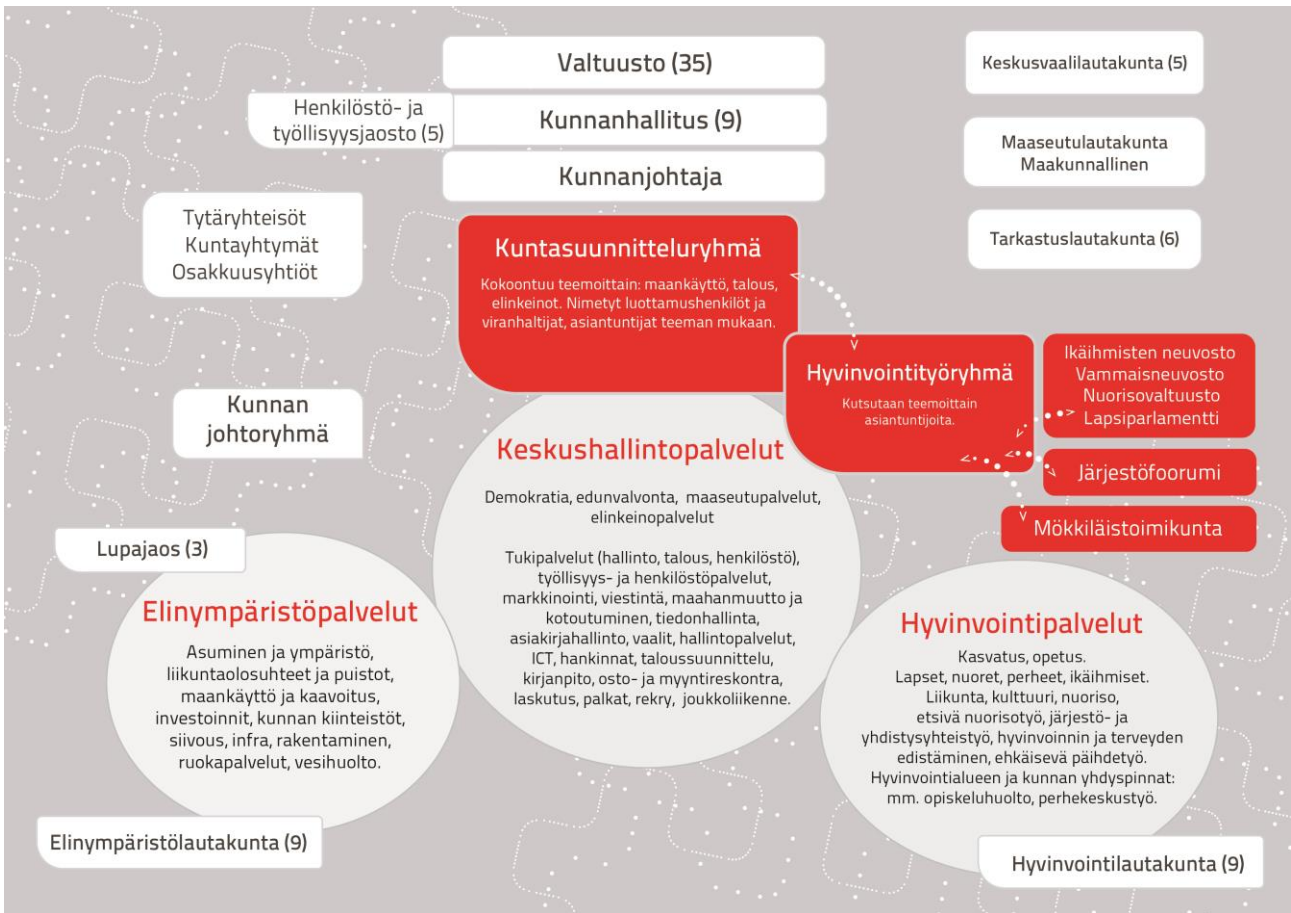 Valtuusto (35)
Keskusvaalilautakunta (5)
Henkilöstö- ja
työllisyysjaosto (5)
Kunnanhallitus (9)
Maaseutulautakunta
Maakunnallinen
Kunnanjohtaja
Tytäryhteisöt
Kuntayhtymät
Osakkuusyhtiöt
Tarkastuslautakunta (6)
Kuntasuunnitteluryhmä
Kokoontuu teemoittain: maankäyttö, talous,
elinkeinot. Nimetyt luottamushenkilöt ja
viranhaltijat, asiantuntijat teeman mukaan.
Hyvinvointityöryhmä
Kutsutaan teemoittain
asiantuntijoita.
Ikäihmisten neuvosto
Vammaisneuvosto
Nuorisovaltuusto
Lapsiparlamentti
Järjestöfoorumi
Mökkiläistoimikunta
Kunnan
johtoryhmä
Keskushallintopalvelut
Demokratia, edunvalvonta, maaseutupalvelut,
elinkeinopalvelut
Tukipalvelut (hallinto, talous, henkilöstö),
työllisyys- ja henkilöstöpalvelut,
markkinointi, viestintä, maahanmuutto ja
kotoutuminen, tiedonhallinta,
asiakirjahallinto, vaalit, hallintopalvelut,
ICT, hankinnat, taloussuunnittelu,
kirjanpito, osto- ja myyntireskontra,
laskutus, palkat, rekry, joukkoliikenne.
Lupajaos (3)
Elinympäristöpalvelut
Asuminen ja ympäristö,
liikuntaolosuhteet ja puistot,
maankäyttö ja kaavoitus,
investoinnit, kunnan kiinteistöt,
siivous, infra, rakentaminen,
ruokapalvelut, vesihuolto.
Elinympäristölautakunta (9)
Hyvinvointipalvelut
Kasvatus, opetus.
Lapset, nuoret, perheet, ikäihmiset.
Liikunta, kulttuuri, nuoriso,
etsivä nuorisotyö, järjestö- ja
yhdistysyhteistyö, hyvinvoinnin ja terveyden
edistäminen, ehkäisevä päihdetyö.
Hyvinvointialueen ja kunnan yhdyspinnat:
mm. opiskeluhuolto, perhekeskustyö.
Hyvinvointilautakunta (9)